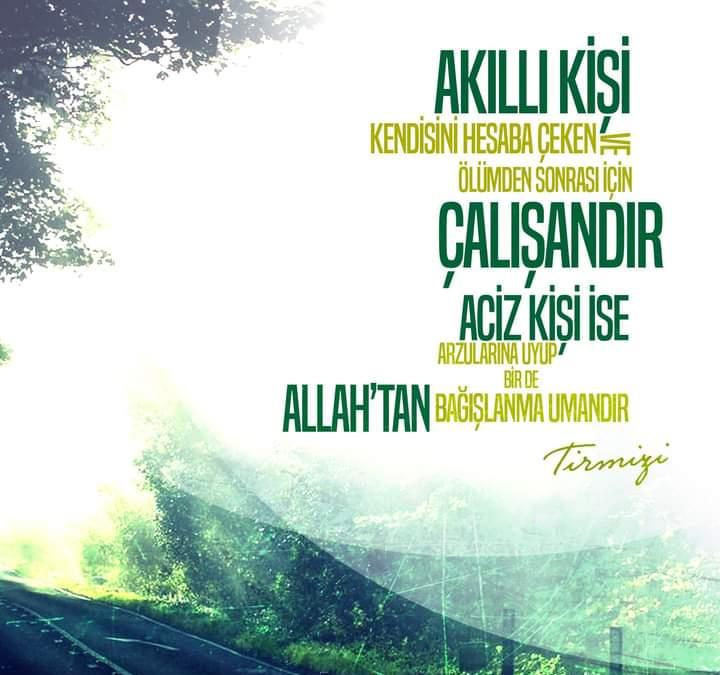 AKILLI KİŞİ
KENDİSİNİ HESABA ÇEKEN VE
ÖLÜMDEN SONRASI İÇİN
ÇALIŞANDIR
ACİZ KİŞİ İSE
ARZULARINA UYUP
BİR DE
ALLAH'TAN BAĞIŞLANMA UMANDIR
Tirmizi